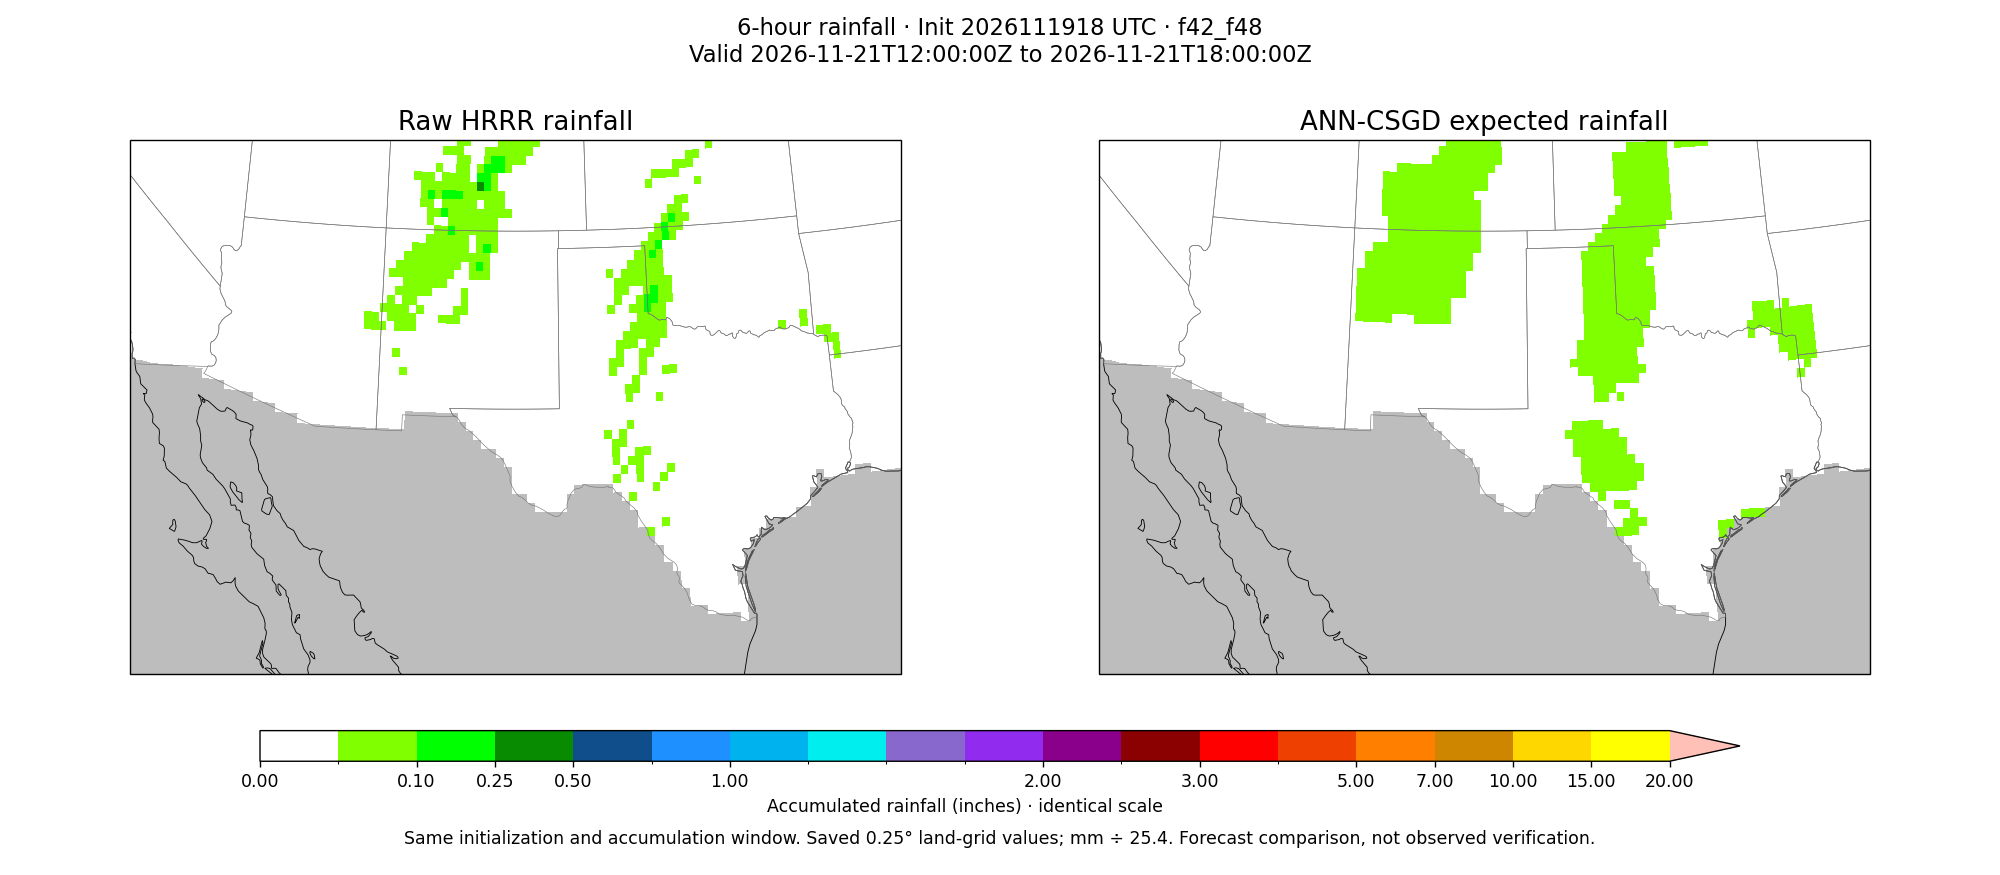 6-hour rainfall · Init 2026111918 UTC · f42_f48
Valid 2026-11-21T12:00:00Z to 2026-11-21T18:00:00Z
Raw HRRR rainfall
ANN-CSGD expected rainfall
0.00 0.10 0.25 0.50 1.00 2.00 3.00 5.00 7.00 10.00 15.00 20.00
Accumulated rainfall (inches) · identical scale
Same initialization and accumulation window. Saved 0.25° land-grid values; mm ÷ 25.4. Forecast comparison, not observed verification.